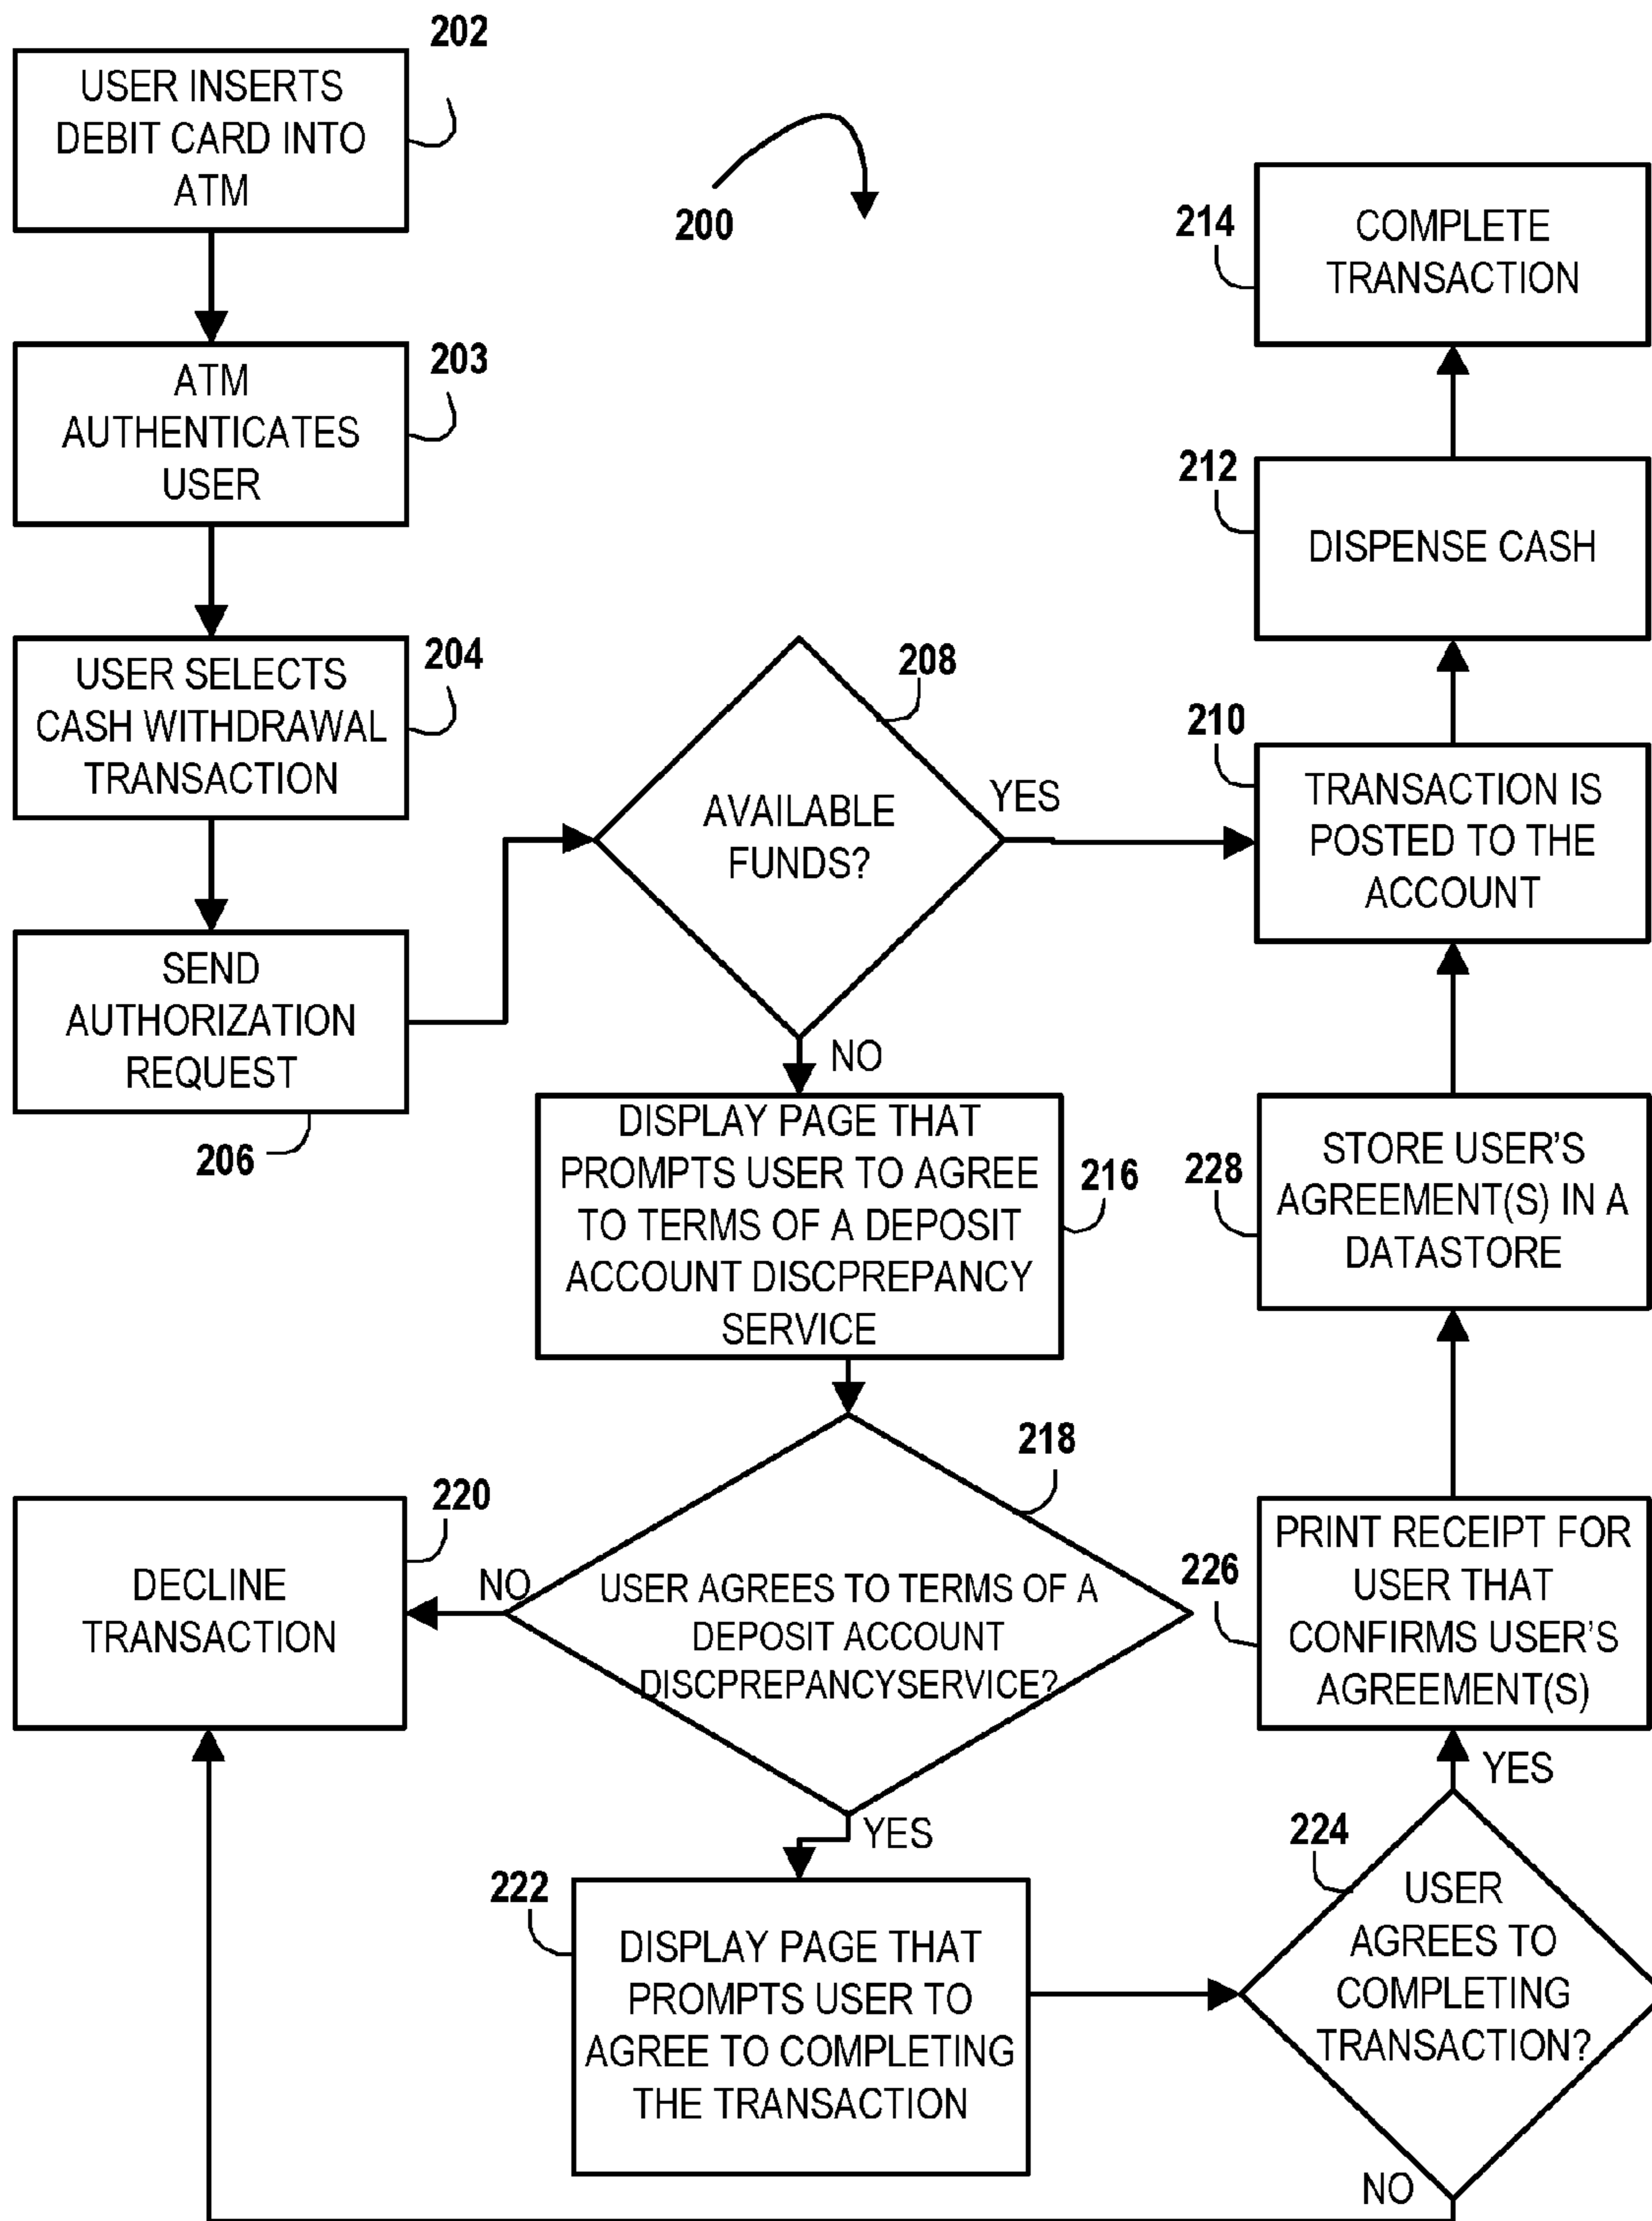 202
USER INSERTS
DEBIT CARD INTO
ATM
203
ATM
AUTHENTICATES
USER
204
USER SELECTS
CASH WITHDRAWAL
TRANSACTION
SEND
AUTHORIZATION
REQUEST
206
200
208
AVAILABLE
FUNDS?
YES
NO
214
COMPLETE
TRANSACTION
212
DISPENSE CASH
210
TRANSACTION IS
POSTED TO THE
ACCOUNT
DISPLAY PAGE THAT
PROMPTS USER TO AGREE
TO TERMS OF A DEPOSIT
ACCOUNT DISCPREPANCY
SERVICE
216
228
STORE USER'S
AGREEMENT(S) IN A
DATASTORE
218
USER AGREES TO TERMS OF A
DEPOSIT ACCOUNT
DISCPREPANCYSERVICE?
NO
YES
220
DECLINE
TRANSACTION
226
PRINT RECEIPT FOR
USER THAT
CONFIRMS USER'S
AGREEMENT(S)
222
DISPLAY PAGE THAT
PROMPTS USER TO
AGREE TO COMPLETING
THE TRANSACTION
YES
224
USER
AGREES TO
COMPLETING
TRANSACTION?
NO